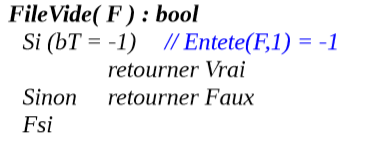 FileVide( F ) : bool
Si (bT = -1) // Entete(F,1) = -1
retourner Vrai
Sinon retourner Faux
Fsi